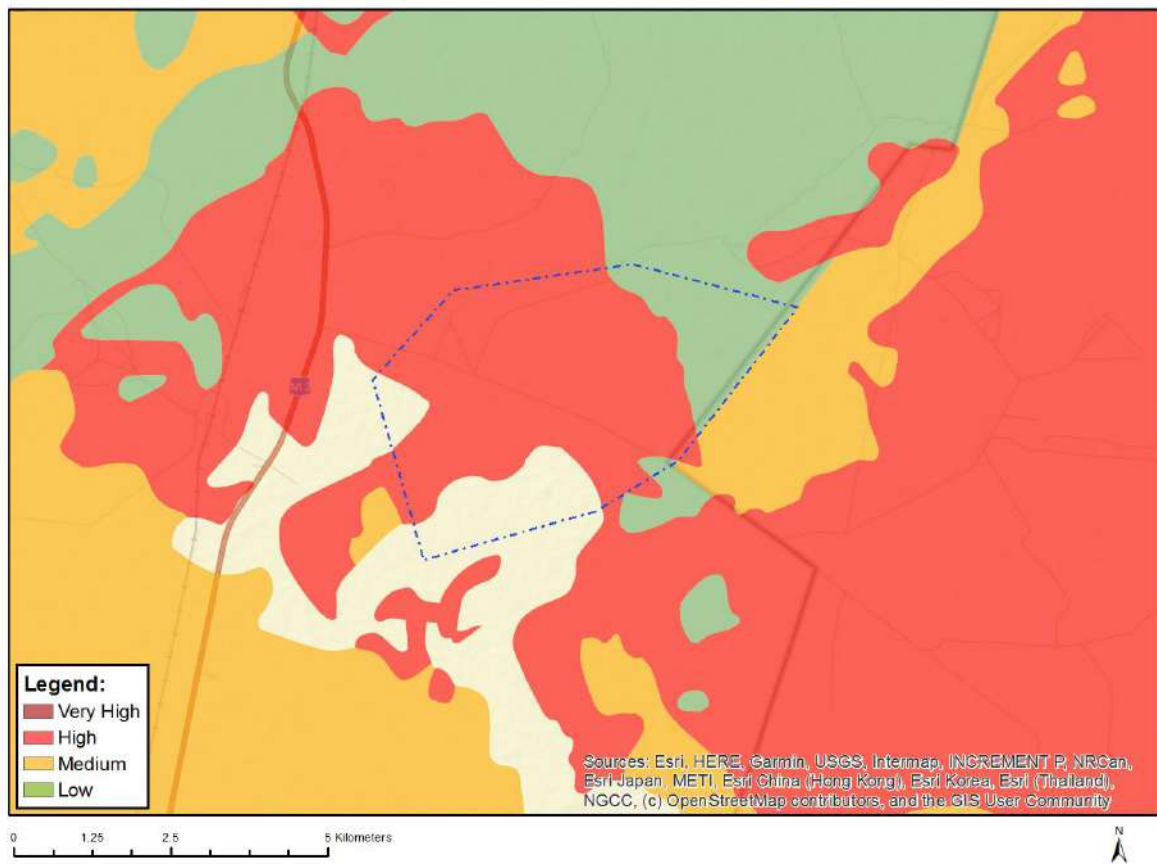 Legend:
Very High
High
Medium
Low
Sources: Esri, HERE, Garmin, USGS, Intermap, INCREMENT P, NRCan,
Esri Japan, METI, Esri China (Hong Kong), Esri Korea, Esri (Thailand),
NGCC, (c) OpenStreetMap contributors, and the GIS User Community
0 1.25 2.5 5 Kilometers
N